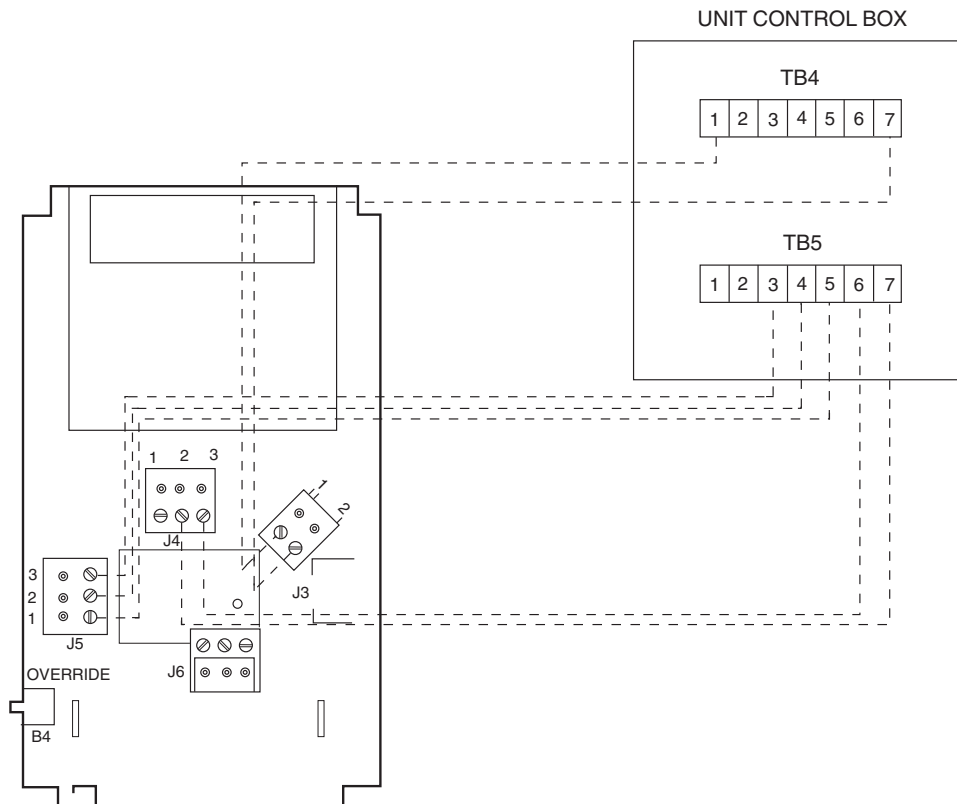 UNIT CONTROL BOX
TB4
1 2 3 4 5 6 7
TB5
1 2 3 4 5 6 7
1 2 3
J4
1
2
J3
3
2
1
J5
J6
OVERRIDE
B4